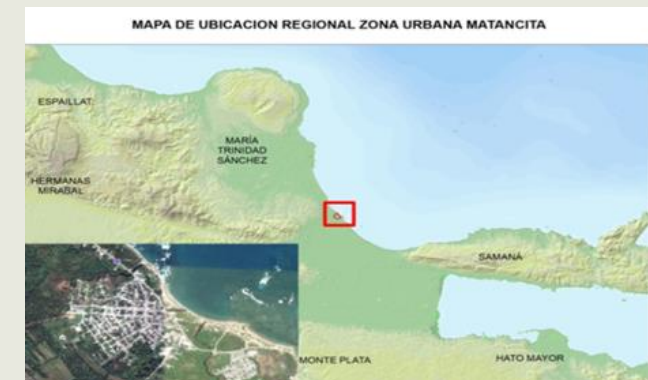 MAPA DE UBICACION REGIONAL ZONA URBANA MATANCITA
ESPAILLAT
MARÍA
TRINIDAD
SÁNCHEZ
HERMANAS
MIRABAL
SAMANÁ
MONTE PLATA
HATO MAYOR